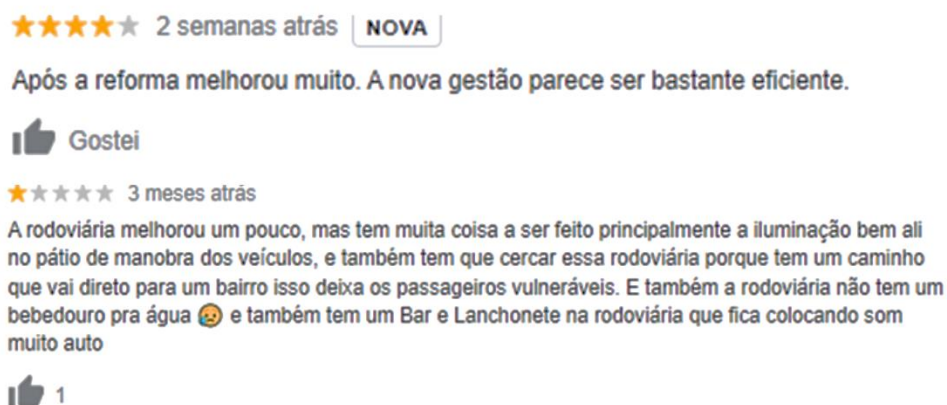 2 semanas atrás NOVA
Após a reforma melhorou muito. A nova gestão parece ser bastante eficiente.
Gostei
3 meses atrás
A rodoviária melhorou um pouco, mas tem muita coisa a ser feito principalmente a iluminação bem ali
no pátio de manobra dos veículos, e também tem que cercar essa rodoviária porque tem um caminho
que vai direto para um bairro isso deixa os passageiros vulneráveis. E também a rodoviária não tem um
bebedouro pra água 😥 e também tem um Bar e Lanchonete na rodoviária que fica colocando som
muito auto
1